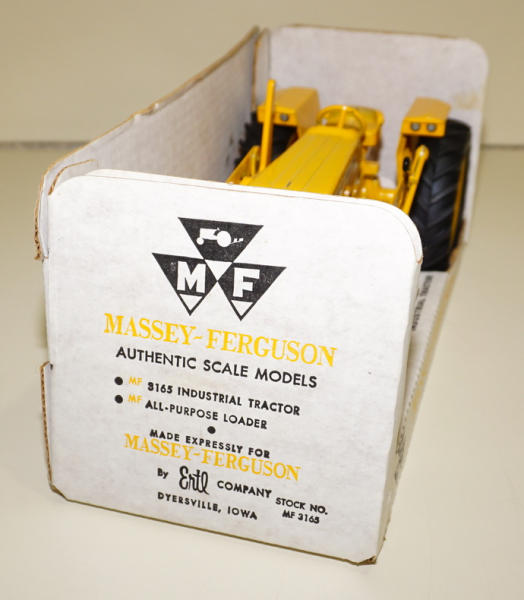 M F
MASSEY-FERGUSON
AUTHENTIC SCALE MODELS
● MF 3165 INDUSTRIAL TRACTOR
● MF ALL-PURPOSE LOADER
●
MADE EXPRESSLY FOR
MASSEY-FERGUSON
By Ertl COMPANY
DYERSVILLE, IOWA
STOCK NO.
MF 3165